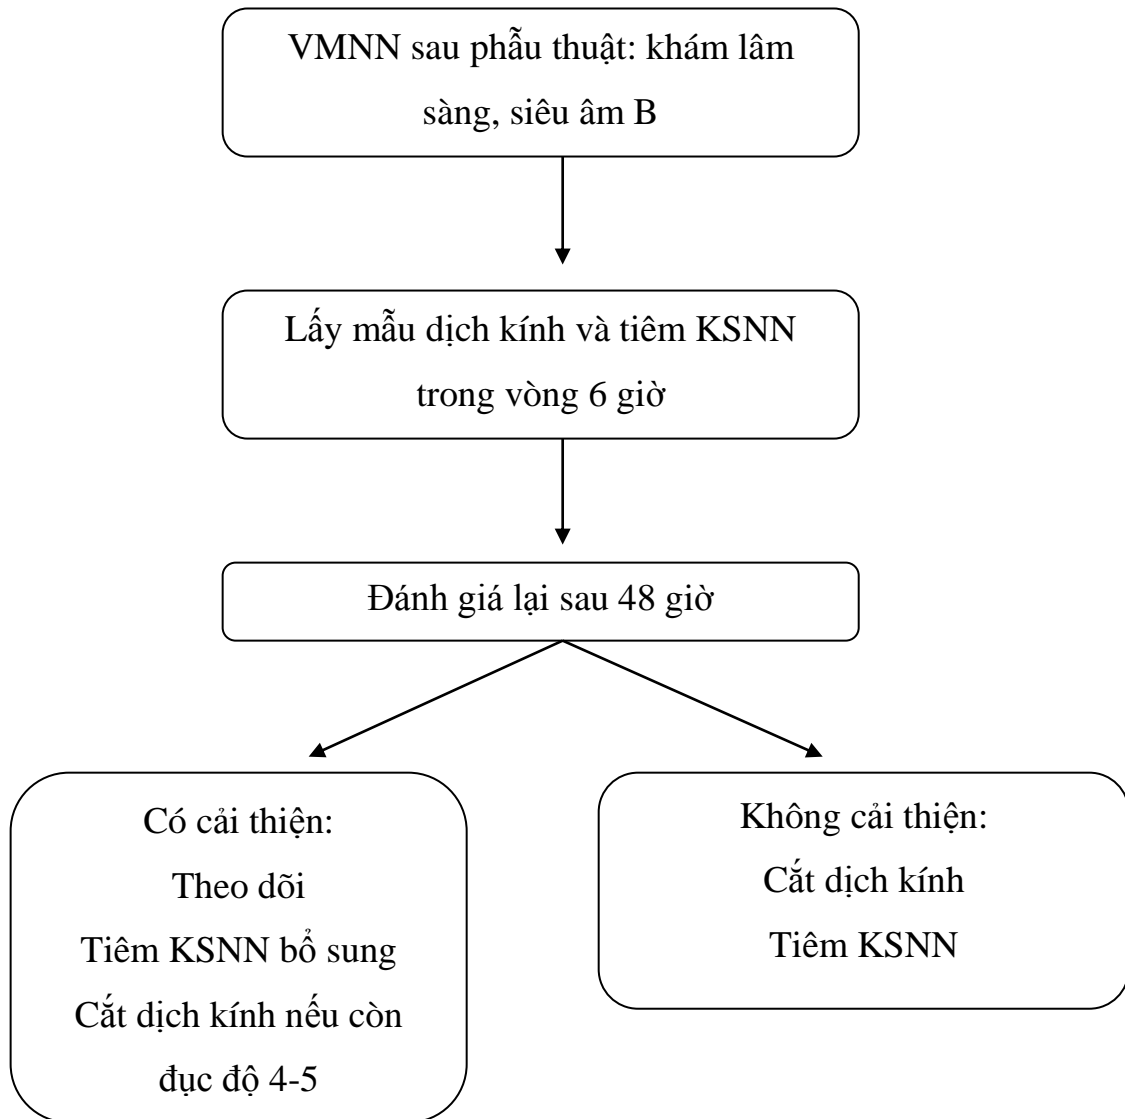 VMNN sau phẫu thuật: khám lâm
sàng, siêu âm B
Lấy mẫu dịch kính và tiêm KSNN
trong vòng 6 giờ
Đánh giá lại sau 48 giờ
Có cải thiện:
Theo dõi
Tiêm KSNN bổ sung
Cắt dịch kính nếu còn
đục độ 4-5
Không cải thiện:
Cắt dịch kính
Tiêm KSNN